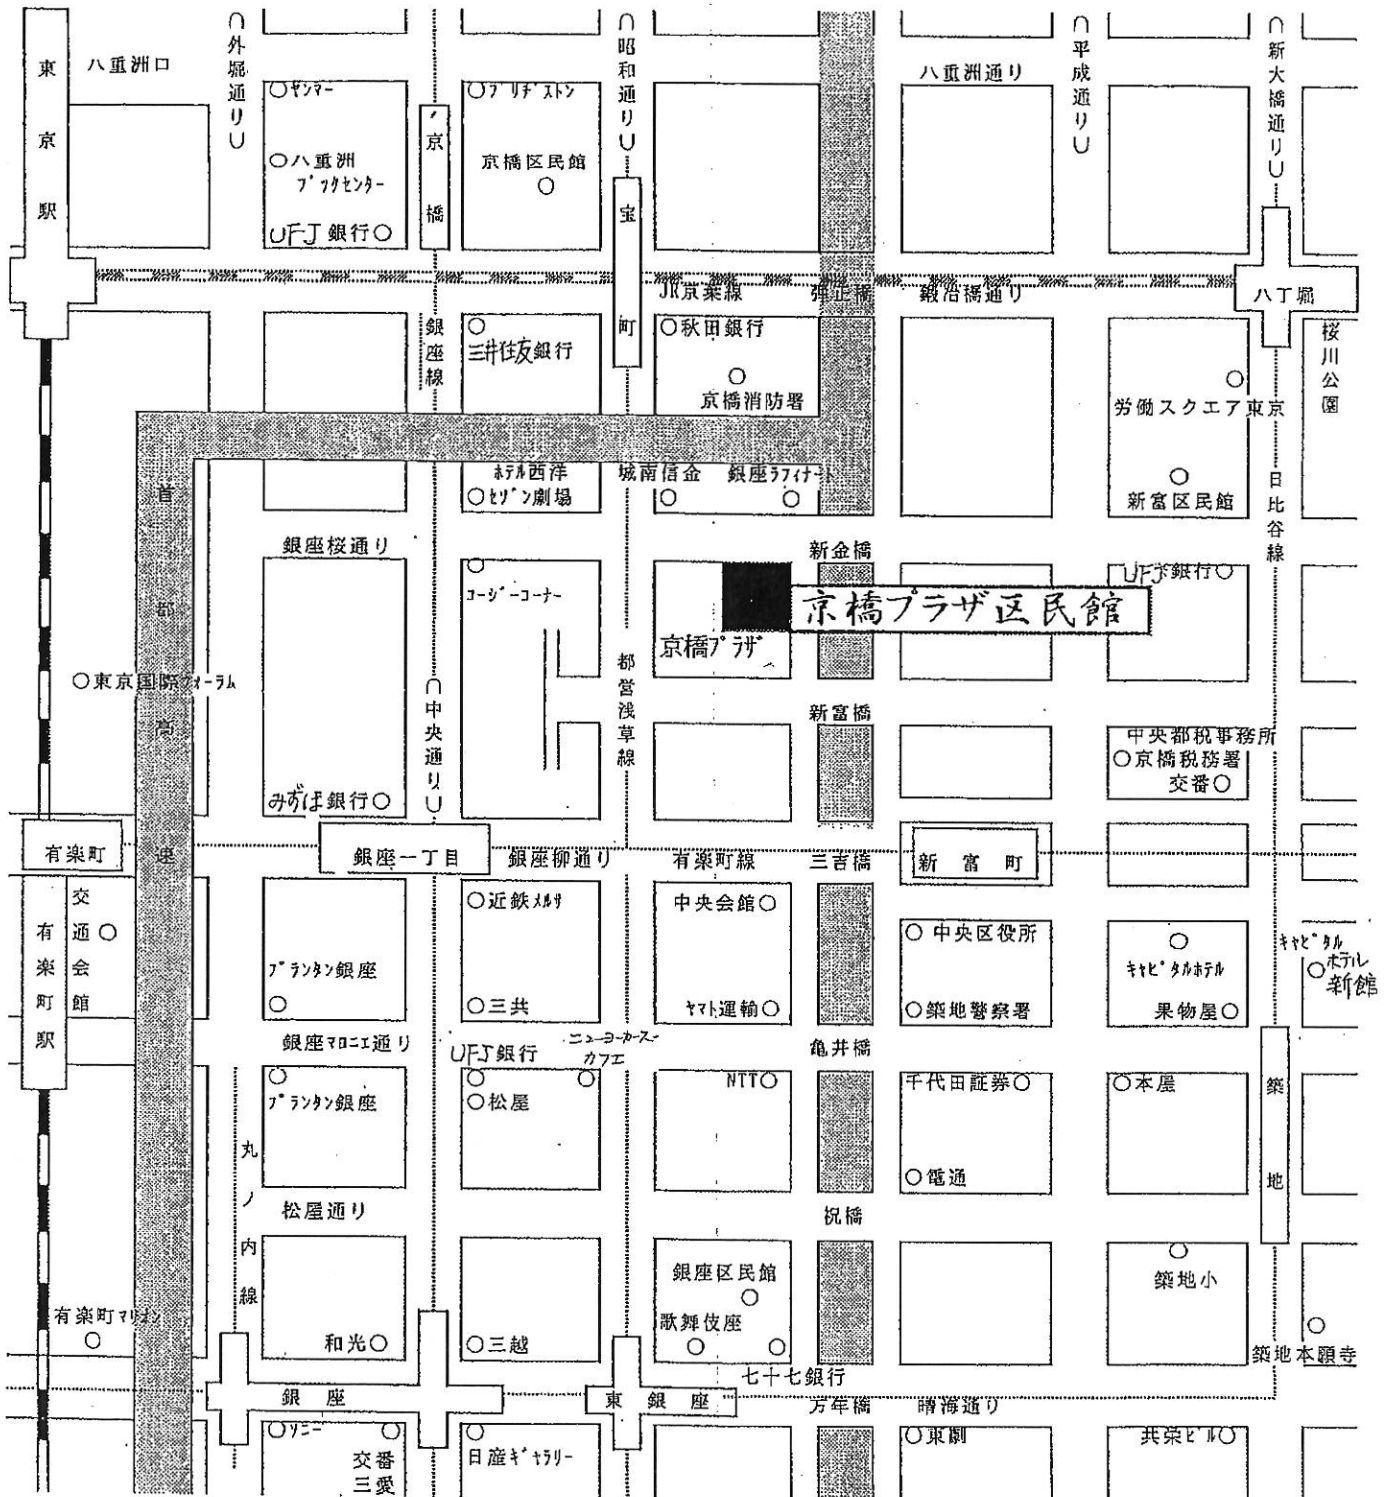 東京駅
八重洲口
∩外堀通り∪
∩昭和通り∪
八重洲通り
∩平成通り∪
∩新大橋通り∪
○ヤンマー
○ブリヂストン
京橋
○八重洲
ブックセンター
京橋区民館
○
宝町
UFJ銀行○
JR京葉線
弾正橋
鍛冶橋通り
八丁堀
銀座線
○
三井住友銀行
○秋田銀行
○
京橋消防署
桜川公園
○
労働スクエア東京
首都高速
ホテル西洋
○セゾン劇場
城南信金
○
銀座ラフィナート
○
○
新富区民館
日比谷線
銀座桜通り
新金橋
○
コージーコーナー
UFJ銀行○
京橋プラザ区民館
京橋プラザ
都営浅草線
○東京国際フォーラム
∩中央通り∪
新富橋
中央都税事務所
○京橋税務署
交番○
みずほ銀行○
有楽町
銀座一丁目
銀座柳通り
有楽町線
三吉橋
新富町
交通会館
○
有楽町駅
○近鉄メルサ
中央会館○
○中央区役所
○
キャピタルホテル
キャピタル
○ホテル
新館
プランタン銀座
○
○三共
ヤマト運輸○
○築地警察署
果物屋○
銀座マロニエ通り
UFJ銀行
○
ニューヨーカーズ
カフェ
○
亀井橋
○
プランタン銀座
○松屋
NTT○
千代田証券○
○本屋
築地
丸ノ内線
○電通
松屋通り
祝橋
銀座区民館
○
○
築地小
有楽町マリオン
○
和光○
○三越
歌舞伎座
○
○
七十七銀行
○
築地本願寺
銀座
東銀座
万年橋
晴海通り
○ソニー
○
交番
三愛
○
日産ギャラリー
○東劇
共栄ビル○